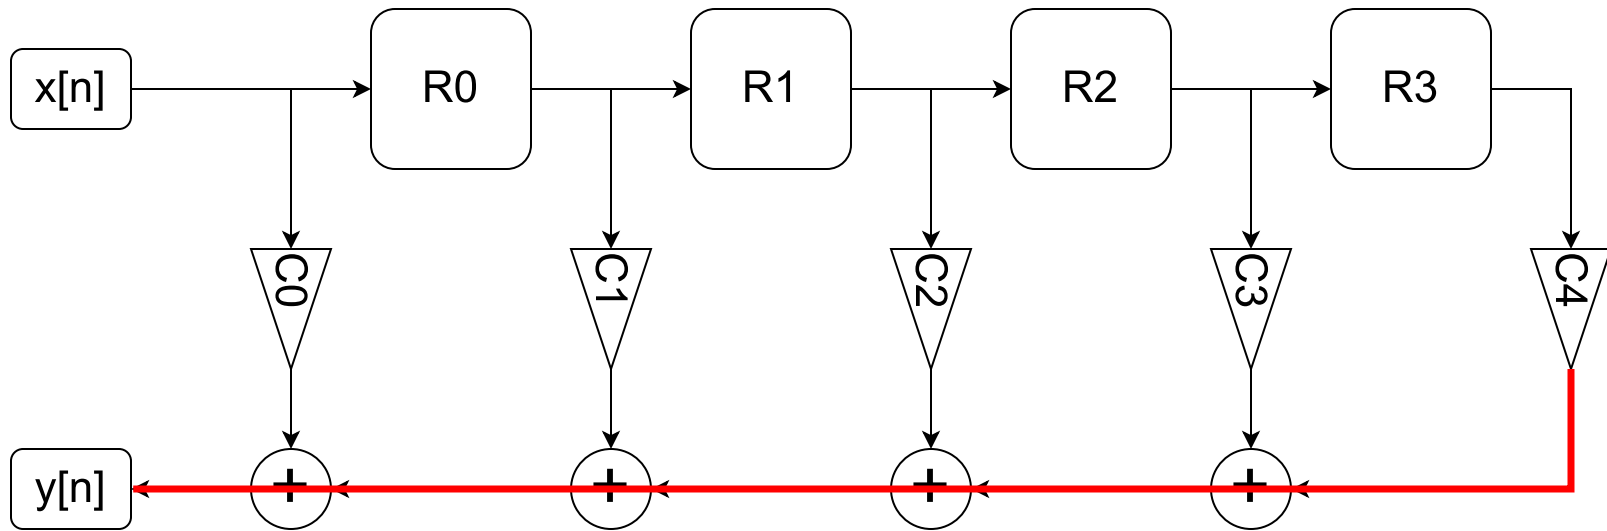 x[n]
R0
R1
R2
R3
C0
C1
C2
C3
C4
y[n]
+
+
+
+